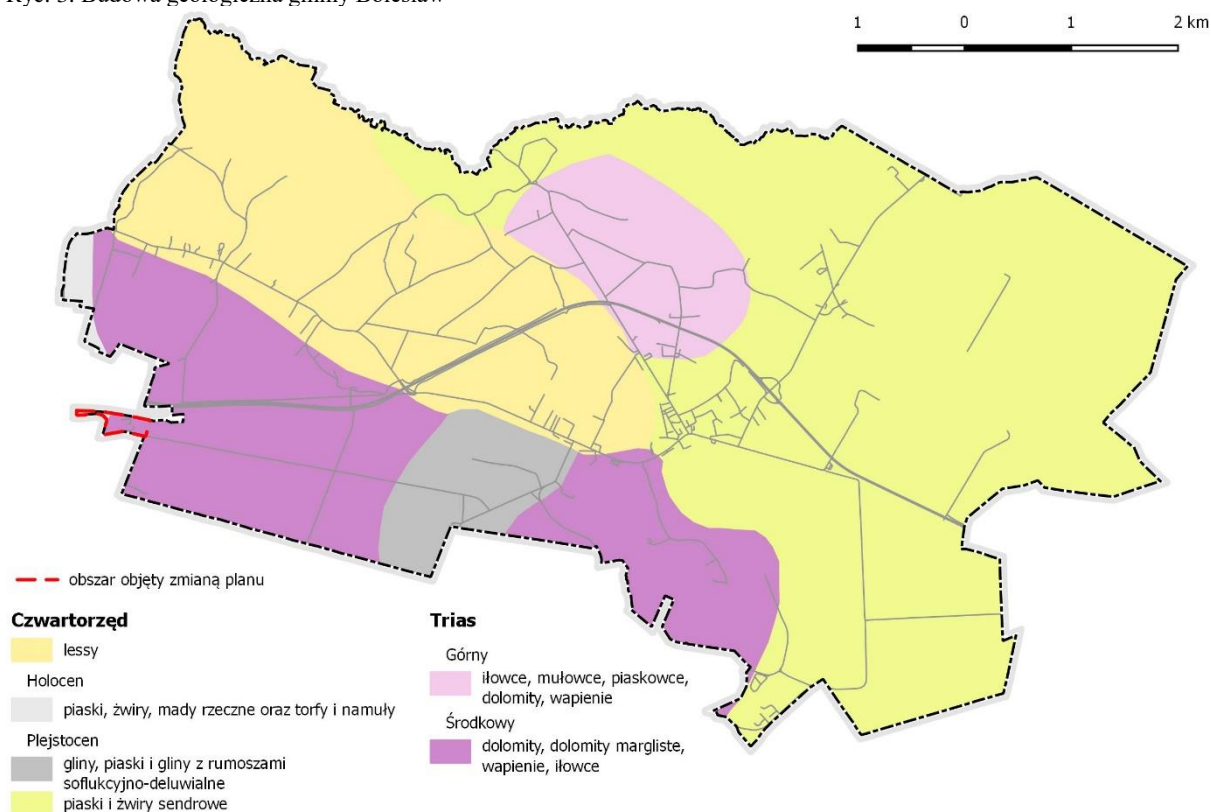 Ryc. 3. Budowa geologiczna gminy Bolesław
1 0 1 2 km
obszar objęty zmianą planu
Czwartorzęd
lessy
Holocen
piaski, żwiry, mady rzeczne oraz torfy i namuły
Plejstocen
gliny, piaski i gliny z rumoszami
soflukcyjno-deluwialne
piaski i żwiry sendrowe
Trias
Górny
iłowce, mułowce, piaskowce,
dolomity, wapienie
Środkowy
dolomity, dolomity margliste,
wapienie, iłowce